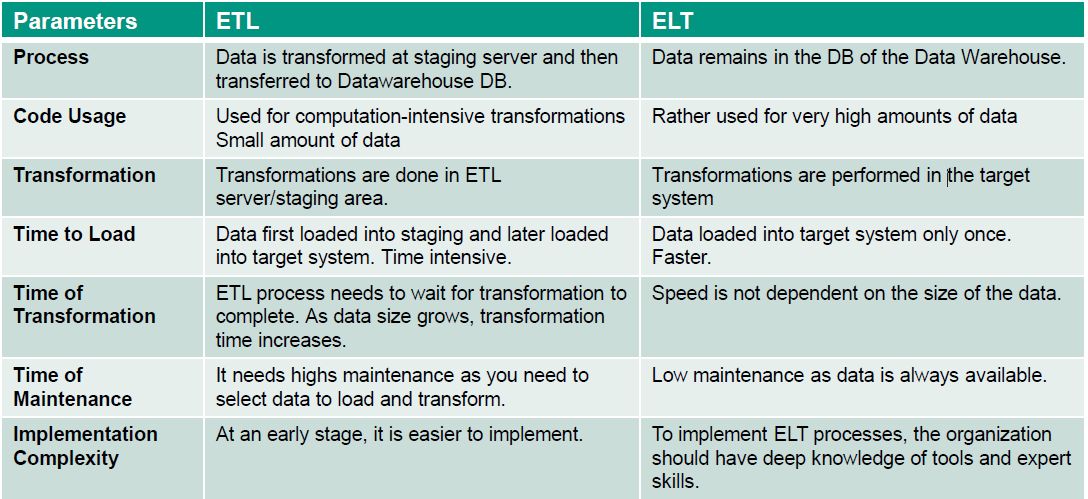 Parameters ETL ELT
Process Data is transformed at staging server and then Data remains in the DB of the Data Warehouse.
transferred to Datawarehouse DB.
Code Usage Used for computation-intensive transformations Rather used for very high amounts of data
Small amount of data
Transformation Transformations are done in ETL Transformations are performed in the target
server/staging area. system
Time to Load Data first loaded into staging and later loaded Data loaded into target system only once.
into target system. Time intensive. Faster.
Time of ETL process needs to wait for transformation to Speed is not dependent on the size of the data.
Transformation complete. As data size grows, transformation
time increases.
Time of It needs highs maintenance as you need to Low maintenance as data is always available.
Maintenance select data to load and transform.
Implementation At an early stage, it is easier to implement. To implement ELT processes, the organization
Complexity should have deep knowledge of tools and expert
skills.